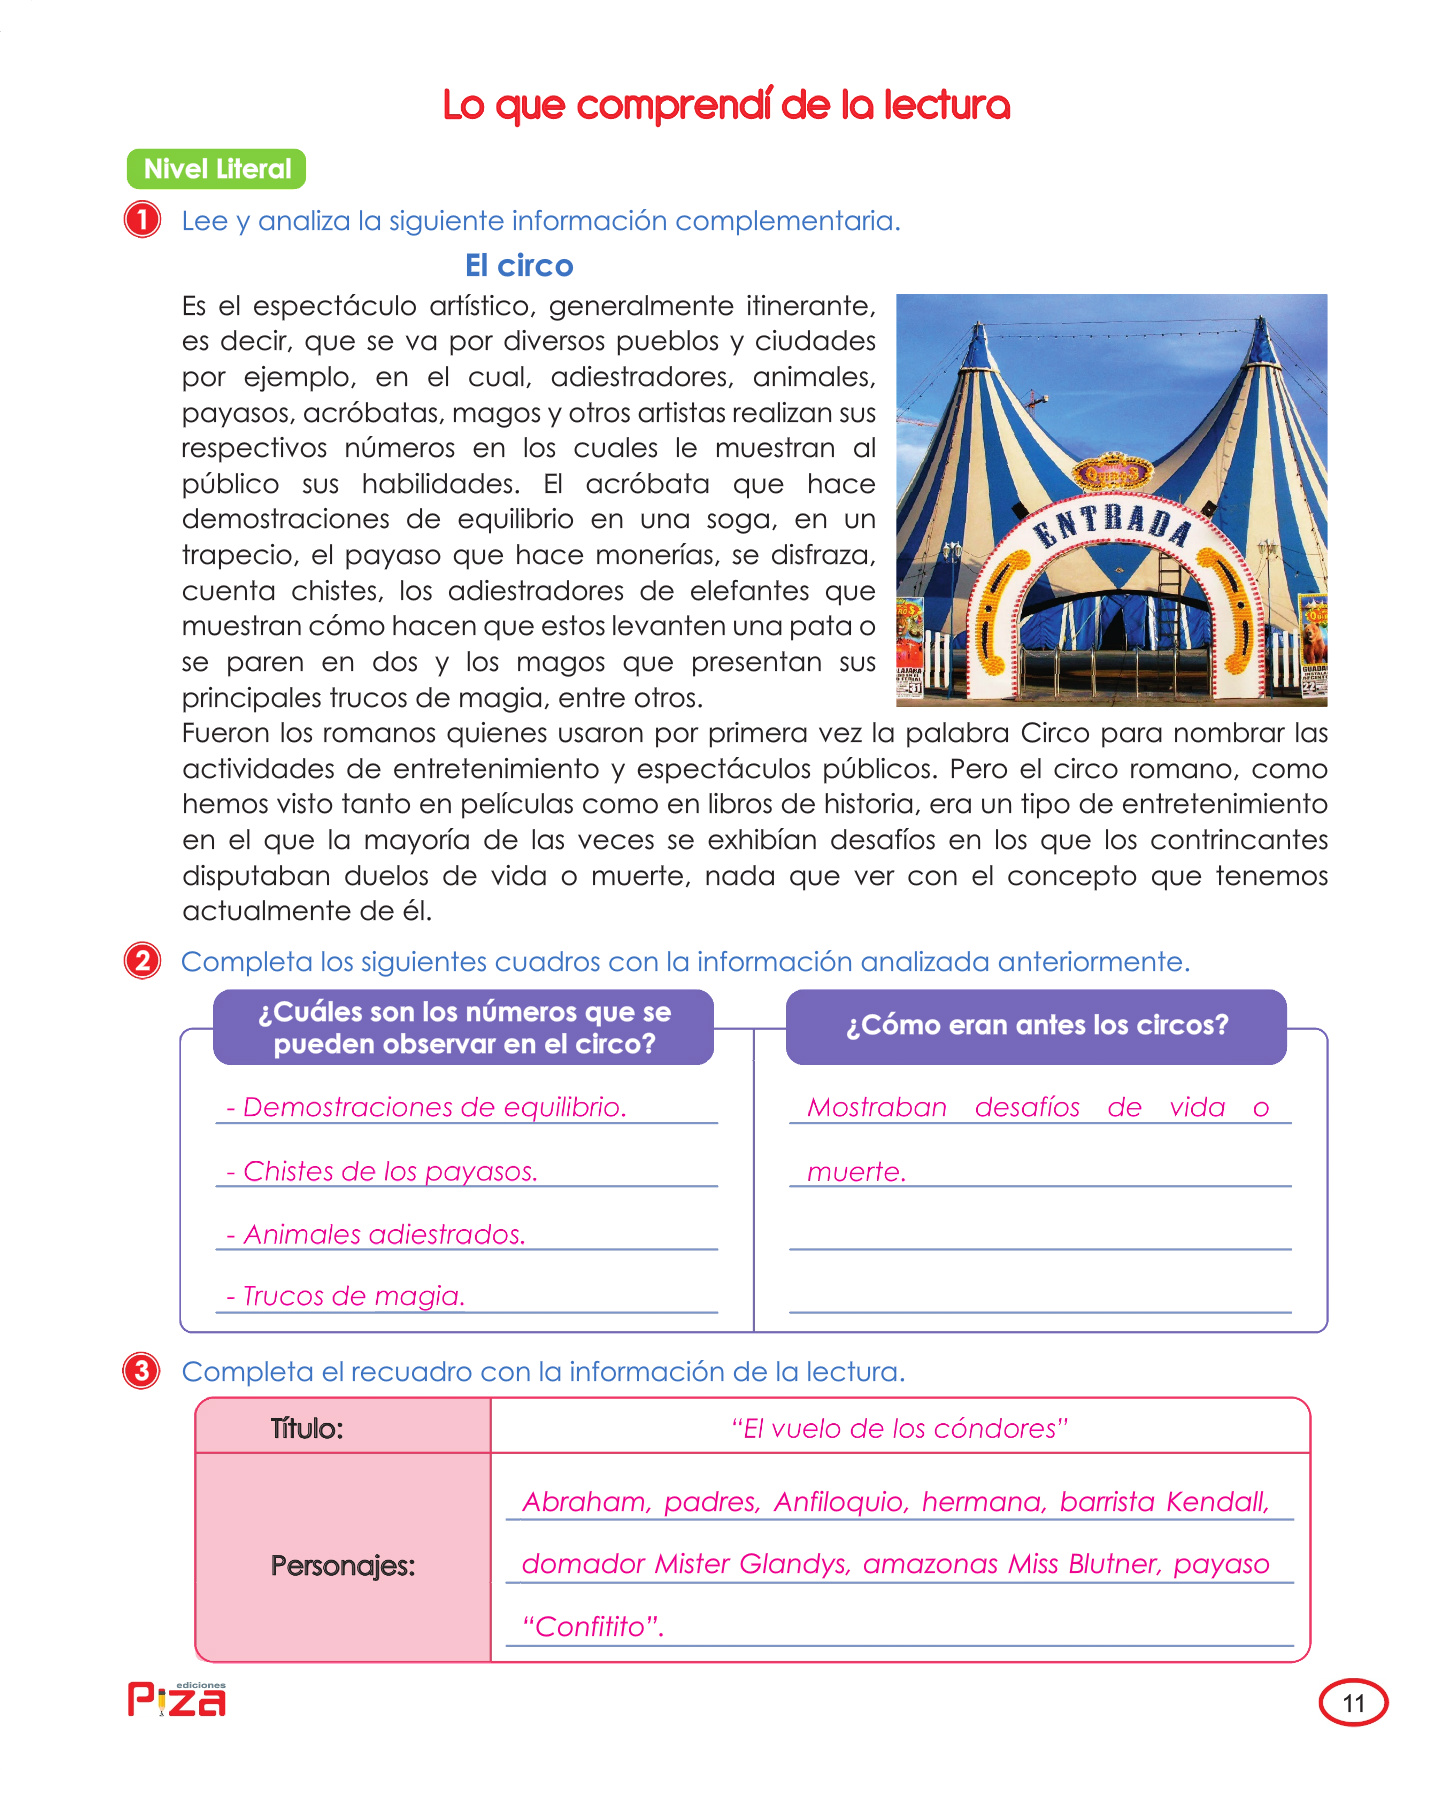 Lo que comprendí de la lectura
Nivel Literal
1 Lee y analiza la siguiente información complementaria.
El circo
Es el espectáculo artístico, generalmente itinerante,
es decir, que se va por diversos pueblos y ciudades
por ejemplo, en el cual, adiestradores, animales,
payasos, acróbatas, magos y otros artistas realizan sus
respectivos números en los cuales le muestran al
público sus habilidades. El acróbata que hace
demostraciones de equilibrio en una soga, en un
trapecio, el payaso que hace monerías, se disfraza,
cuenta chistes, los adiestradores de elefantes que
muestran cómo hacen que estos levanten una pata o
se paren en dos y los magos que presentan sus
principales trucos de magia, entre otros.
ENTRADA
Fueron los romanos quienes usaron por primera vez la palabra Circo para nombrar las
actividades de entretenimiento y espectáculos públicos. Pero el circo romano, como
hemos visto tanto en películas como en libros de historia, era un tipo de entretenimiento
en el que la mayoría de las veces se exhibían desafíos en los que los contrincantes
disputaban duelos de vida o muerte, nada que ver con el concepto que tenemos
actualmente de él.
2 Completa los siguientes cuadros con la información analizada anteriormente.
¿Cuáles son los números que se
pueden observar en el circo?
- Demostraciones de equilibrio.
- Chistes de los payasos.
- Animales adiestrados.
- Trucos de magia.
¿Cómo eran antes los circos?
Mostraban desafíos de vida o
muerte.
3 Completa el recuadro con la información de la lectura.
Título:
“El vuelo de los cóndores”
Personajes:
Abraham, padres, Anfiloquio, hermana, barrista Kendall,
domador Mister Glandys, amazonas Miss Blutner, payaso
“Confitito”.
ediciones
Piza
11